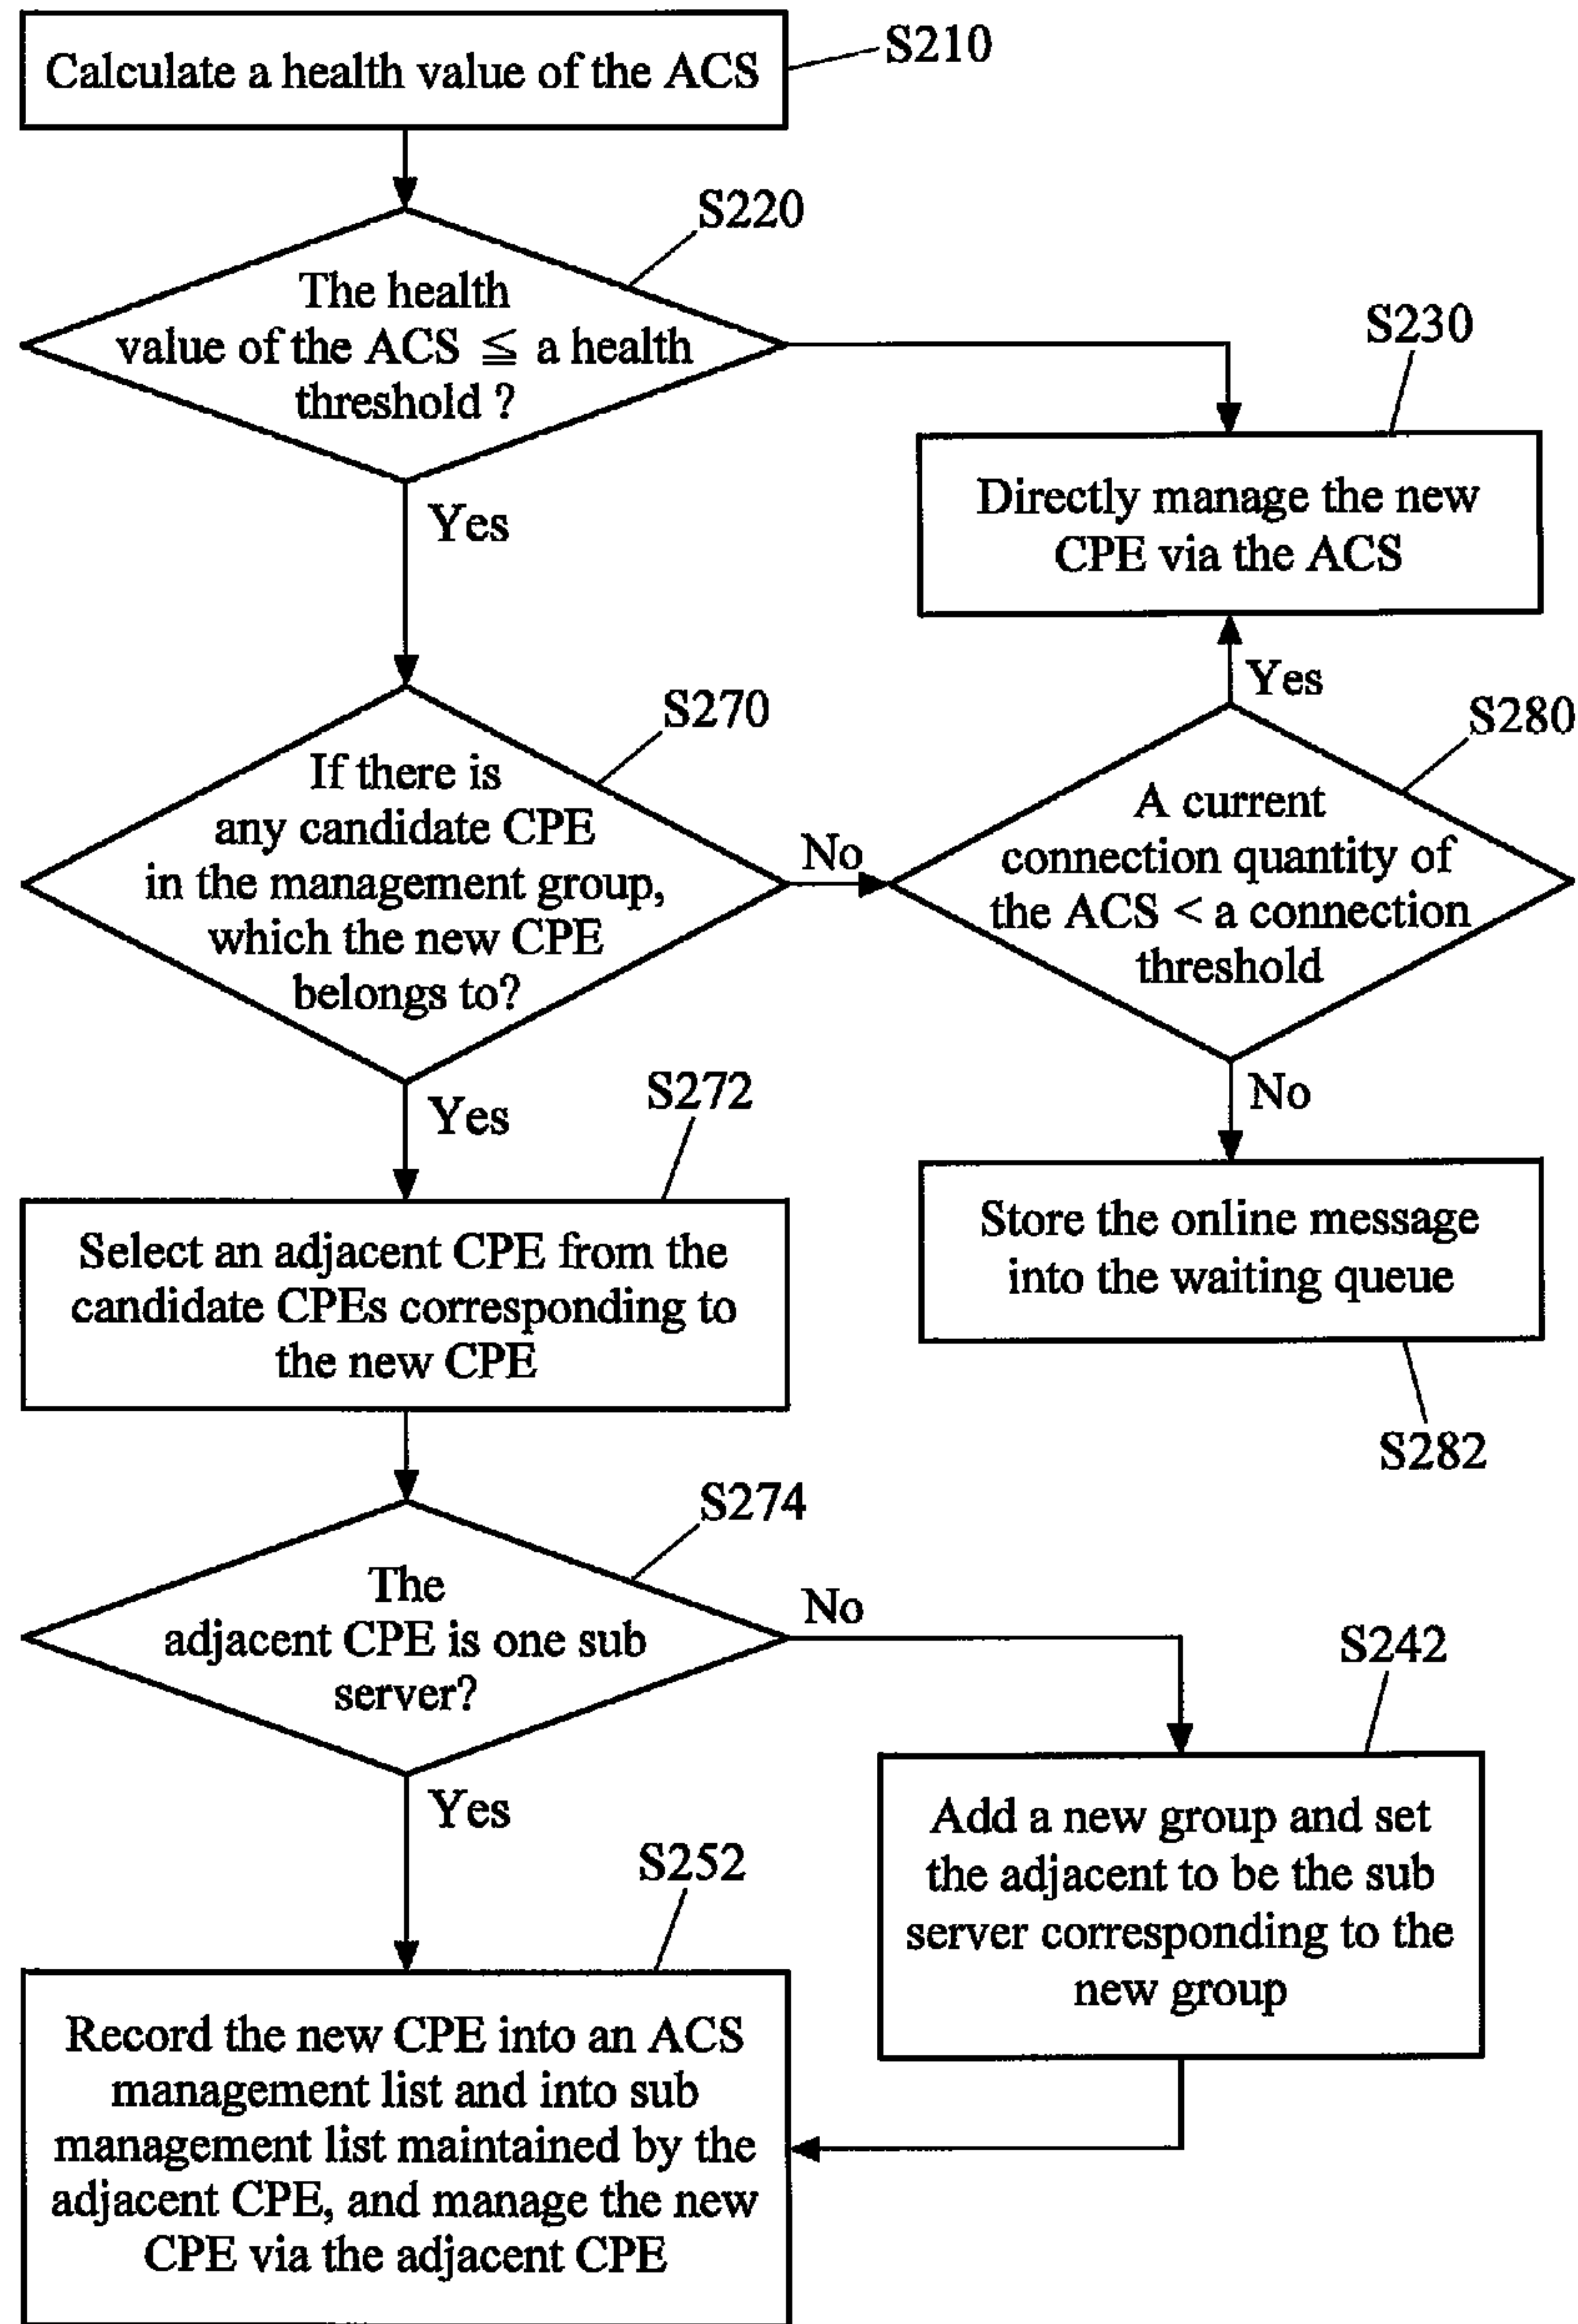 Calculate a health value of the ACS
S210
S220
The health
value of the ACS ≦ a health
threshold ?
S230
Directly manage the new
CPE via the ACS
Yes
Yes
S270
S280
If there is
any candidate CPE
in the management group,
which the new CPE
belongs to?
No
A current
connection quantity of
the ACS < a connection
threshold
Yes
S272
No
Select an adjacent CPE from the
candidate CPEs corresponding to
the new CPE
Store the online message
into the waiting queue
S282
S274
The
adjacent CPE is one sub
server?
No
S242
Yes
Add a new group and set
the adjacent to be the sub
server corresponding to the
new group
S252
Record the new CPE into an ACS
management list and into sub
management list maintained by the
adjacent CPE, and manage the new
CPE via the adjacent CPE